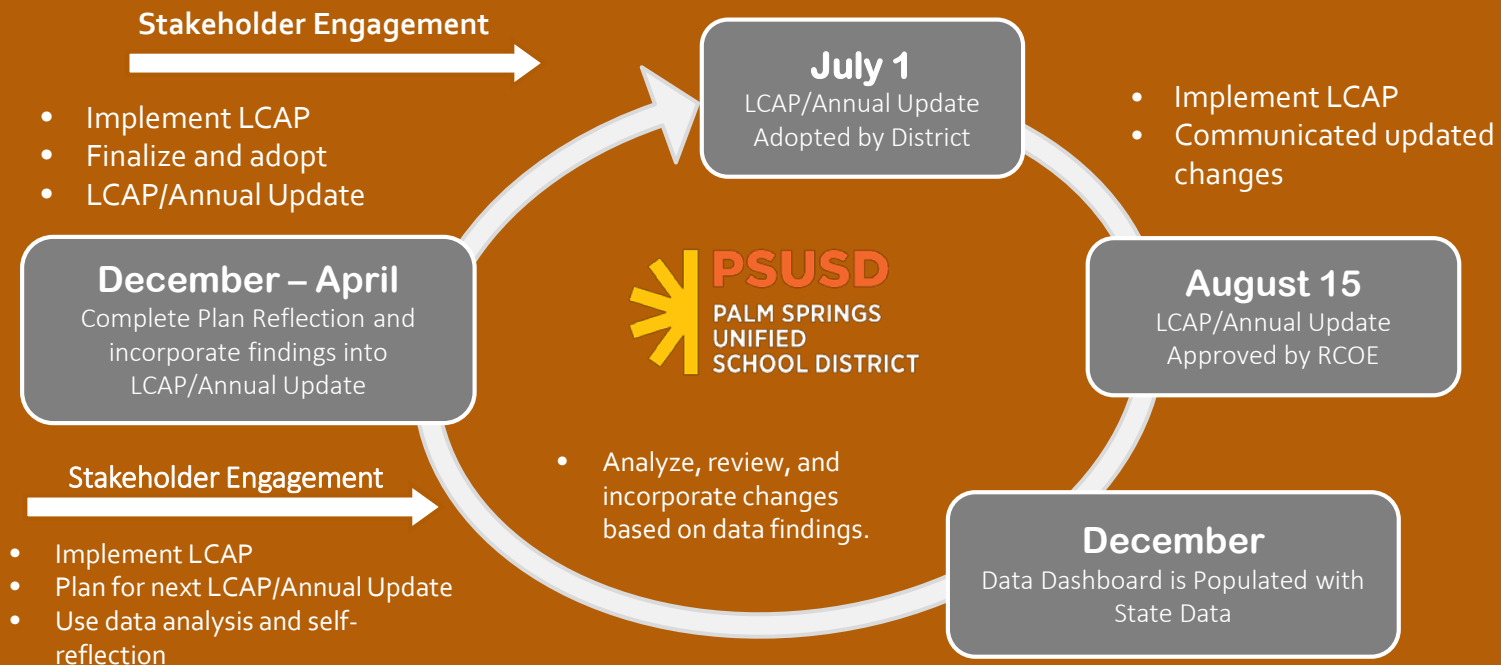 Stakeholder Engagement
• Implement LCAP
• Finalize and adopt
• LCAP/Annual Update
July 1
LCAP/Annual Update
Adopted by District
• Implement LCAP
• Communicated updated
changes
December – April
Complete Plan Reflection and
incorporate findings into
LCAP/Annual Update
PSUSD
PALM SPRINGS
UNIFIED
SCHOOL DISTRICT
August 15
LCAP/Annual Update
Approved by RCOE
Stakeholder Engagement
• Implement LCAP
• Plan for next LCAP/Annual Update
• Use data analysis and self-
reflection
• Analyze, review, and
incorporate changes
based on data findings.
December
Data Dashboard is Populated with
State Data